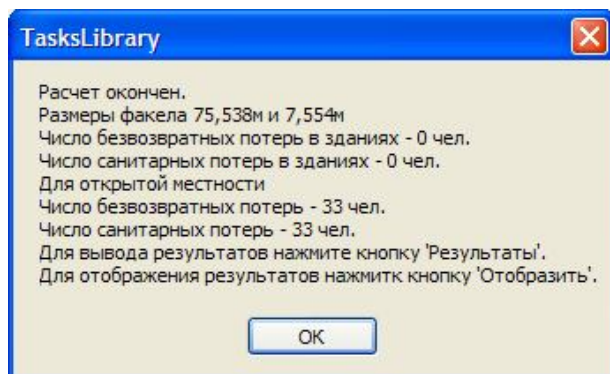 TasksLibrary
Расчет окончен.
Размеры факела 75,538м и 7,554м
Число безвозвратных потерь в зданиях - 0 чел.
Число санитарных потерь в зданиях - 0 чел.
Для открытой местности
Число безвозвратных потерь - 33 чел.
Число санитарных потерь - 33 чел.
Для вывода результатов нажмите кнопку 'Результаты'.
Для отображения результатов нажмитк кнопку 'Отобразить'.
OK